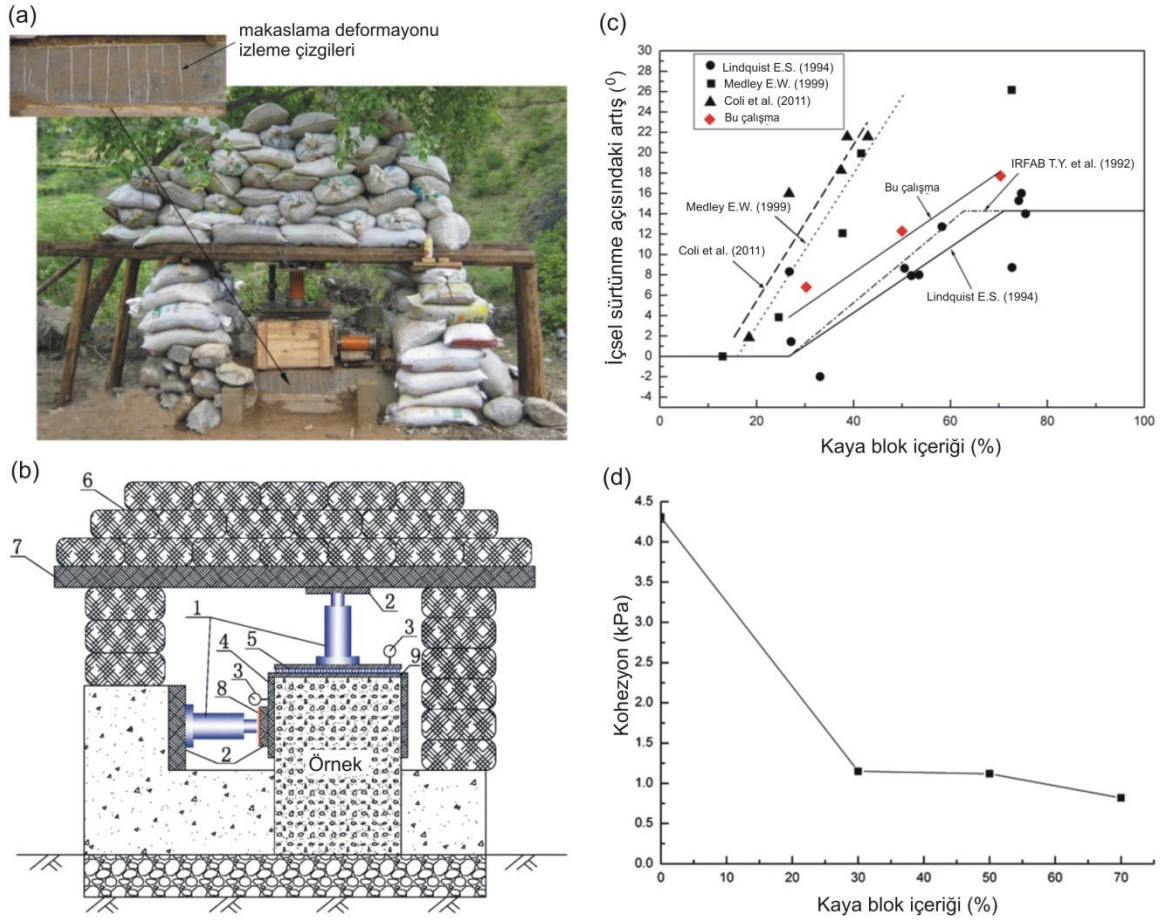 (a)
makaslama deformayonu
izleme çizgileri
(b)
6
7
1
2
3
4
5
3
9
8
2
Örnek
(c)
İçsel sürtünme açısındaki artış (⁰)
30
28
26
24
22
20
18
16
14
12
10
8
6
4
2
0
-2
-4
Lindquist E.S. (1994)
Medley E.W. (1999)
Coli et al. (2011)
Bu çalışma
IRFAB T.Y. et al. (1992)
Bu çalışma
Medley E.W. (1999)
Coli et al. (2011)
Lindquist E.S. (1994)
0 20 40 60 80 100
Kaya blok içeriği (%)
(d)
Kohezyon (kPa)
4.5
4.0
3.5
3.0
2.5
2.0
1.5
1.0
0.5
0.0
0 10 20 30 40 50 60 70
Kaya blok içeriği (%)